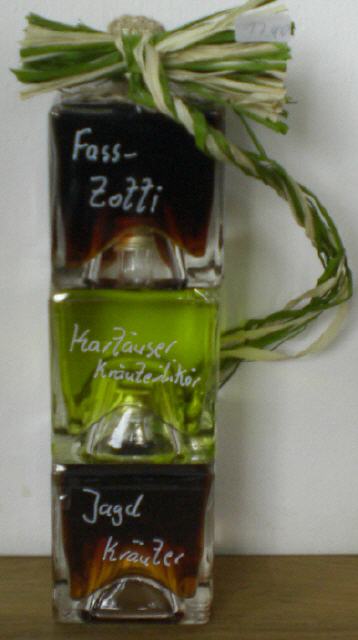 Fass-
Zotti
Kartäuser
Kräuterlikör
Jagd
Kräuter